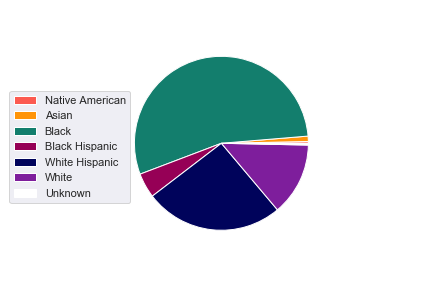 Native American
Asian
Black
Black Hispanic
White Hispanic
White
Unknown